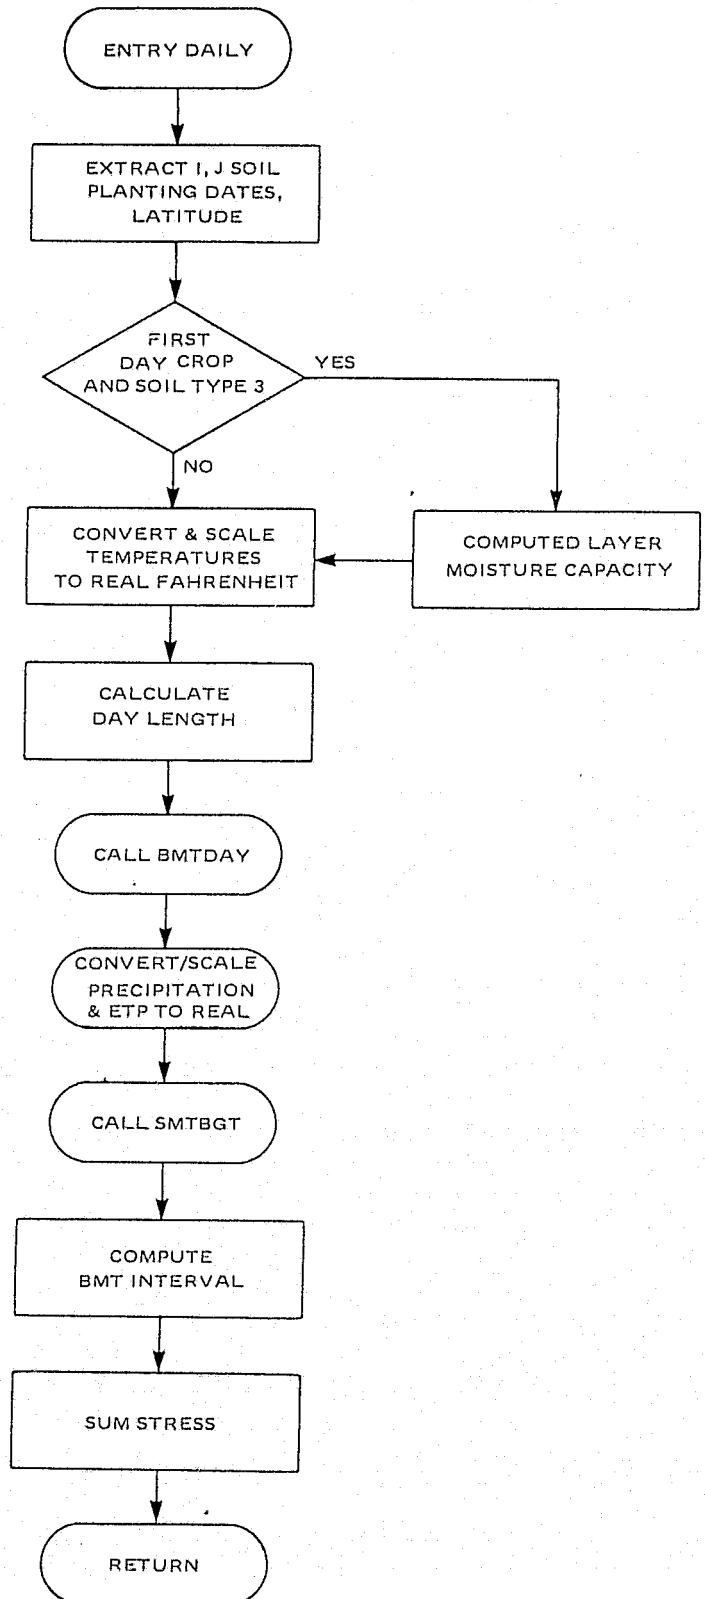 ENTRY DAILY
EXTRACT I, J SOIL
PLANTING DATES,
LATITUDE
FIRST
DAY CROP
AND SOIL TYPE 3
YES
NO
CONVERT & SCALE
TEMPERATURES
TO REAL FAHRENHEIT
COMPUTED LAYER
MOISTURE CAPACITY
CALCULATE
DAY LENGTH
CALL BMTDAY
CONVERT/SCALE
PRECIPITATION
& ETP TO REAL
CALL SMTBGT
COMPUTE
BMT INTERVAL
SUM STRESS
RETURN